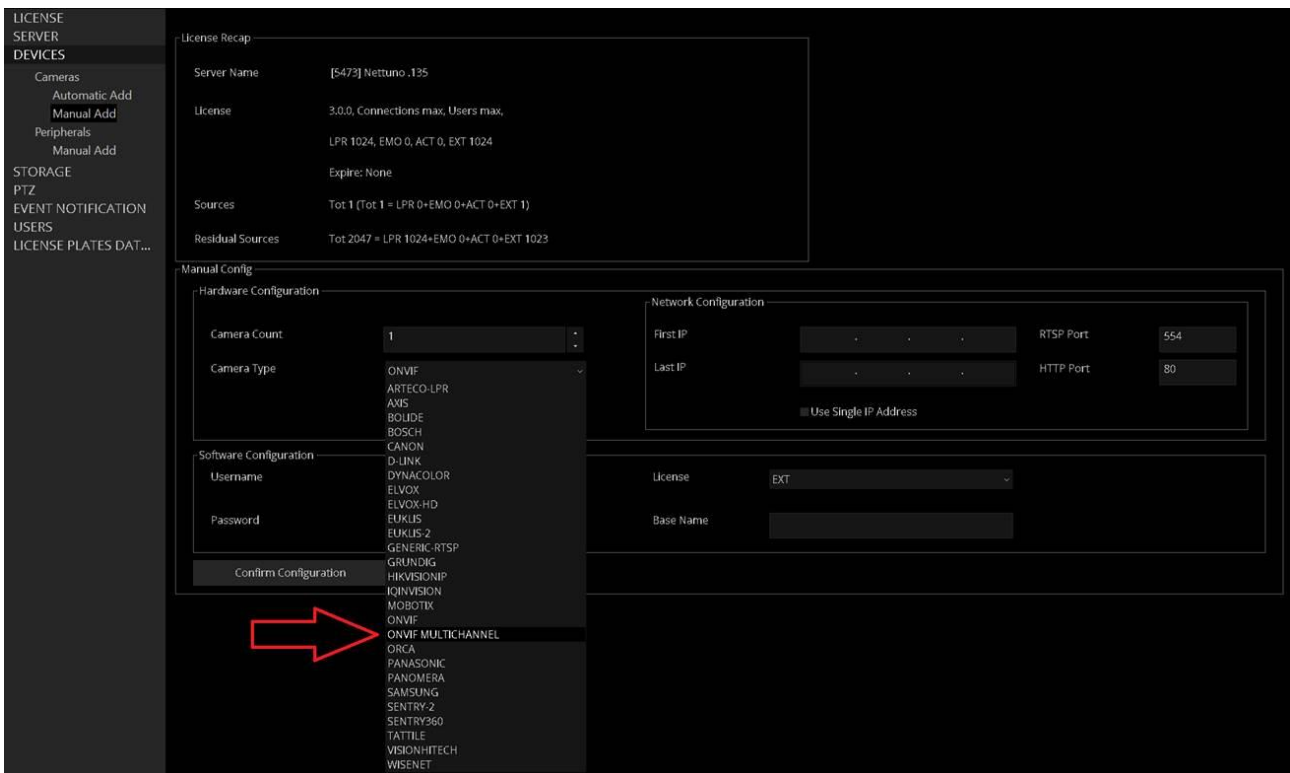 LICENSE
SERVER
DEVICES
Cameras
Automatic Add
Manual Add
Peripherals
Manual Add
STORAGE
PTZ
EVENT NOTIFICATION
USERS
LICENSE PLATES DAT...
License Recap
Server Name [5473] Nettuno .135
License 3.0.0, Connections max, Users max,
LPR 1024, EMO 0, ACT 0, EXT 1024
Expire: None
Sources Tot 1 (Tot 1 = LPR 0+EMO 0+ACT 0+EXT 1)
Residual Sources Tot 2047 = LPR 1024+EMO 0+ACT 0+EXT 1023
Manual Config
Hardware Configuration
Camera Count 1
Camera Type ONVIF
ARTECO-LPR
AXIS
BOLIDE
BOSCH
CANON
D-LINK
DYNACOLOR
ELVOX
ELVOX-HD
EUKLIS
EUKLIS-2
GENERIC-RTSP
GRUNDIG
HIKVISIONIP
IQINVISION
MOBOTIX
ONVIF
ONVIF MULTICHANNEL
ORCA
PANASONIC
PANOMERA
SAMSUNG
SENTRY-2
SENTRY360
TATTILE
VISIONHITECH
WISENET
Network Configuration
First IP . . . RTSP Port 554
Last IP . . . HTTP Port 80
Use Single IP Address
Software Configuration
Username
Password
License EXT
Base Name
Confirm Configuration